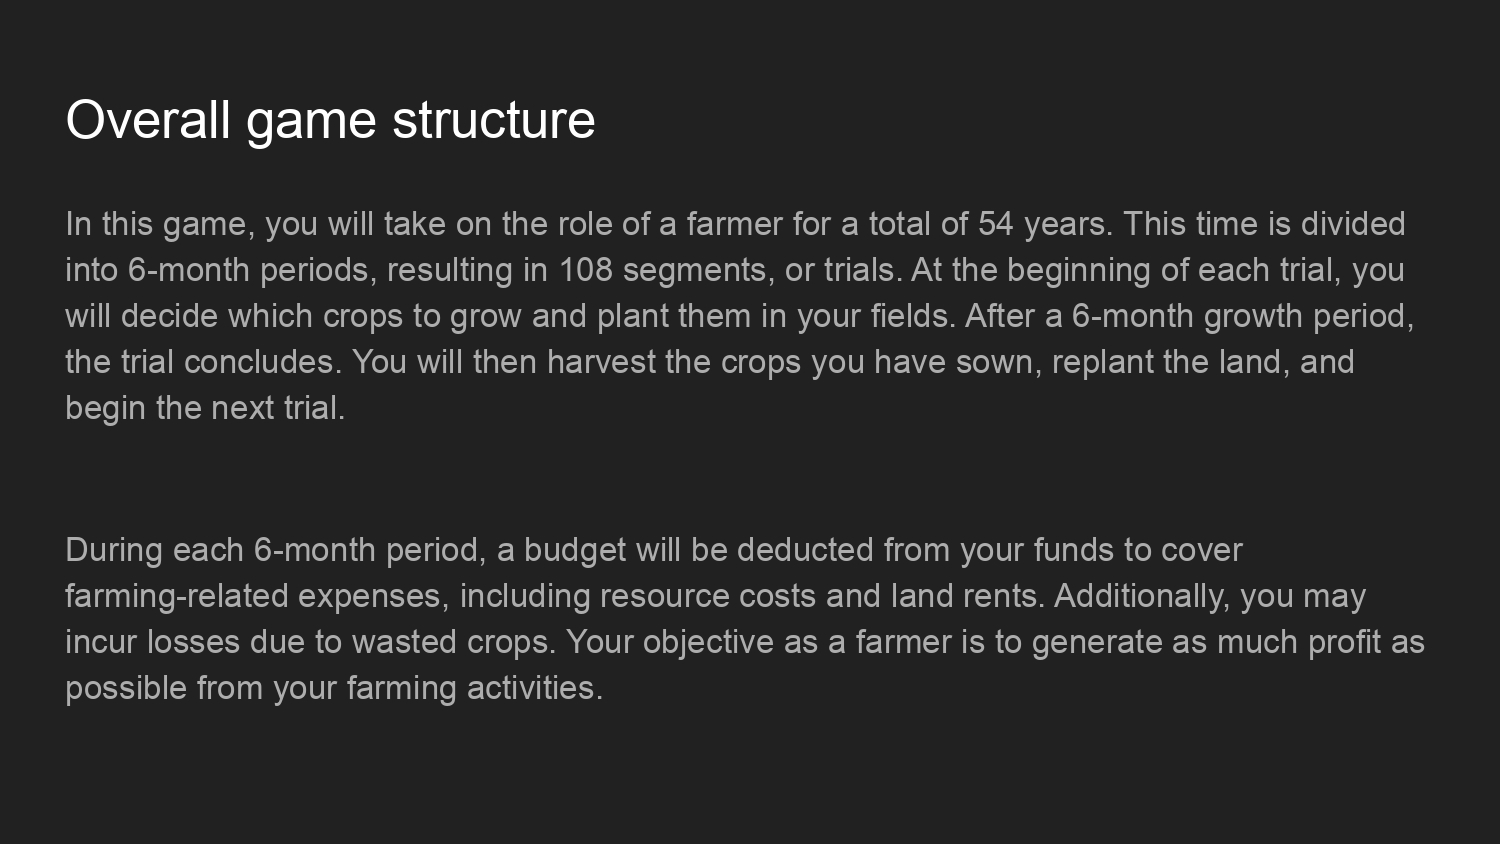 Overall game structure
In this game, you will take on the role of a farmer for a total of 54 years. This time is divided
into 6-month periods, resulting in 108 segments, or trials. At the beginning of each trial, you
will decide which crops to grow and plant them in your fields. After a 6-month growth period,
the trial concludes. You will then harvest the crops you have sown, replant the land, and
begin the next trial.
During each 6-month period, a budget will be deducted from your funds to cover
farming-related expenses, including resource costs and land rents. Additionally, you may
incur losses due to wasted crops. Your objective as a farmer is to generate as much profit as
possible from your farming activities.